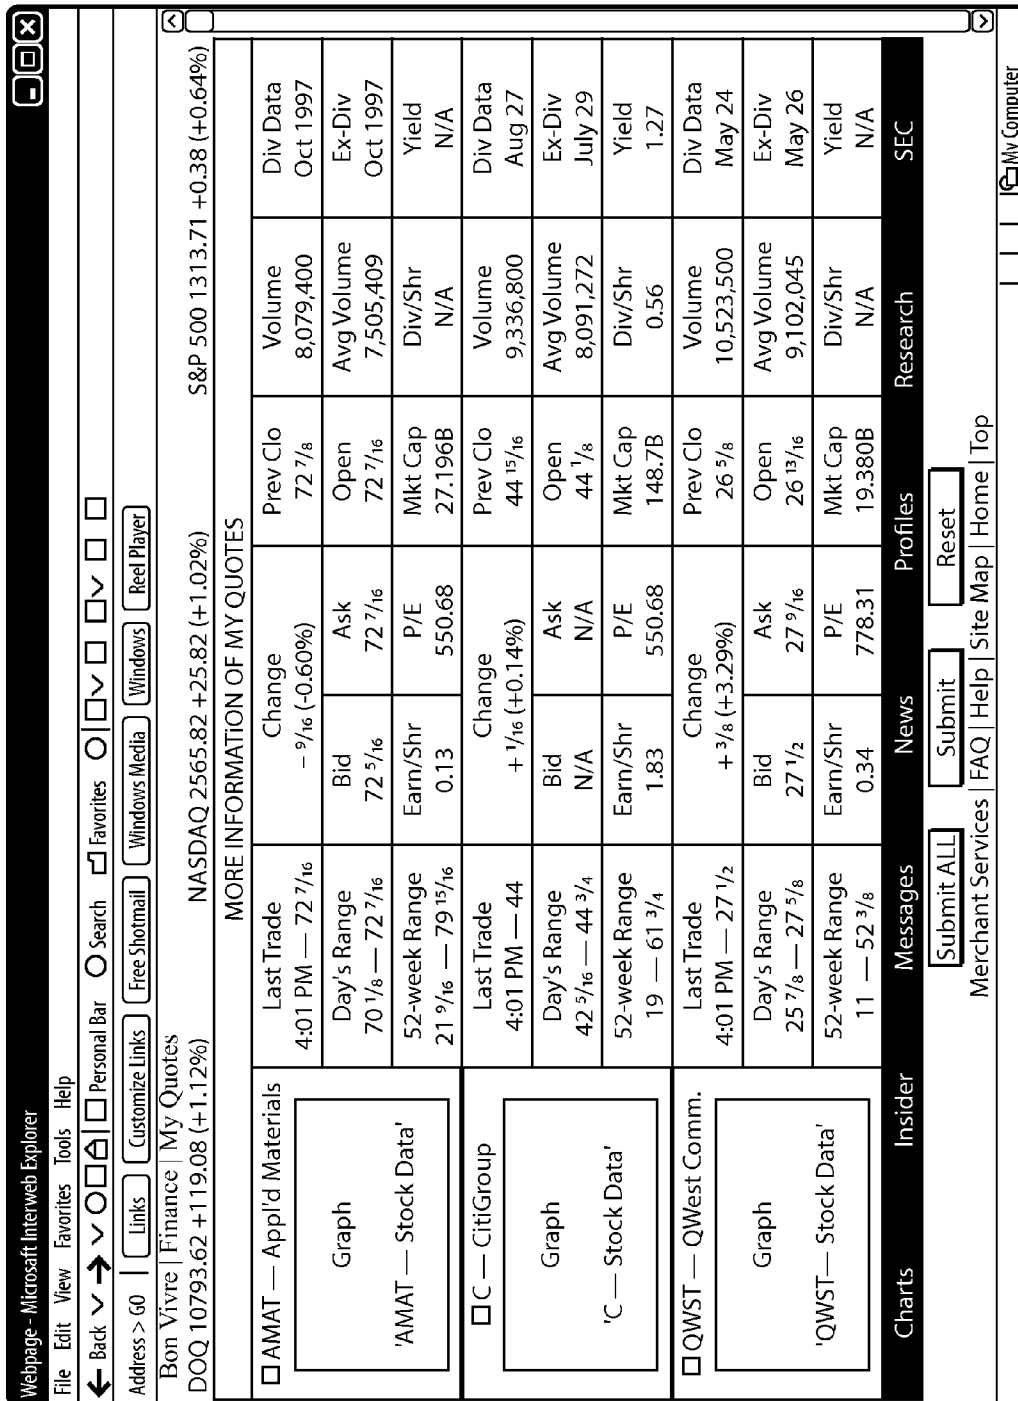 Webpage - Microsaft Interweb Explorer
File Edit View Favorites Tools Help
Back Personal Bar Search Favorites
Address > GO Links Customize Links Free Shotmail Windows Media Windows Reel Player
Bon Vivre | Finance | My Quotes
DOQ 10793.62 +119.08 (+1.12%) NASDAQ 2565.82 +25.82 (+1.02%) S&P 500 1313.71 +0.38 (+0.64%)
MORE INFORMATION OF MY QUOTES
AMAT — Appl'd Materials
Graph
'AMAT — Stock Data'
Last Trade Change Prev Clo Volume Div Data
4:01 PM — 72 7/16 – 9/16 (-0.60%) 72 7/8 8,079,400 Oct 1997
Day's Range Bid Ask Open Avg Volume Ex-Div
70 1/8 — 72 7/16 72 5/16 72 7/16 72 7/16 7,505,409 Oct 1997
52-week Range Earn/Shr P/E Mkt Cap Div/Shr Yield
21 9/16 — 79 15/16 0.13 550.68 27.196B N/A N/A
C — CitiGroup
Graph
'C — Stock Data'
Last Trade Change Prev Clo Volume Div Data
4:01 PM — 44 + 1/16 (+0.14%) 44 15/16 9,336,800 Aug 27
Day's Range Bid Ask Open Avg Volume Ex-Div
42 5/16 — 44 3/4 N/A N/A 44 1/8 8,091,272 July 29
52-week Range Earn/Shr P/E Mkt Cap Div/Shr Yield
19 — 61 3/4 1.83 550.68 148.7B 0.56 1.27
QWST — QWest Comm.
Graph
'QWST— Stock Data'
Last Trade Change Prev Clo Volume Div Data
4:01 PM — 27 1/2 + 3/8 (+3.29%) 26 5/8 10,523,500 May 24
Day's Range Bid Ask Open Avg Volume Ex-Div
25 7/8 — 27 5/8 27 1/2 27 9/16 26 13/16 9,102,045 May 26
52-week Range Earn/Shr P/E Mkt Cap Div/Shr Yield
11 — 52 3/8 0.34 778.31 19.380B N/A N/A
Charts Insider Messages News Profiles Research SEC
Submit ALL Submit Reset
Merchant Services | FAQ | Help | Site Map | Home | Top
My Computer